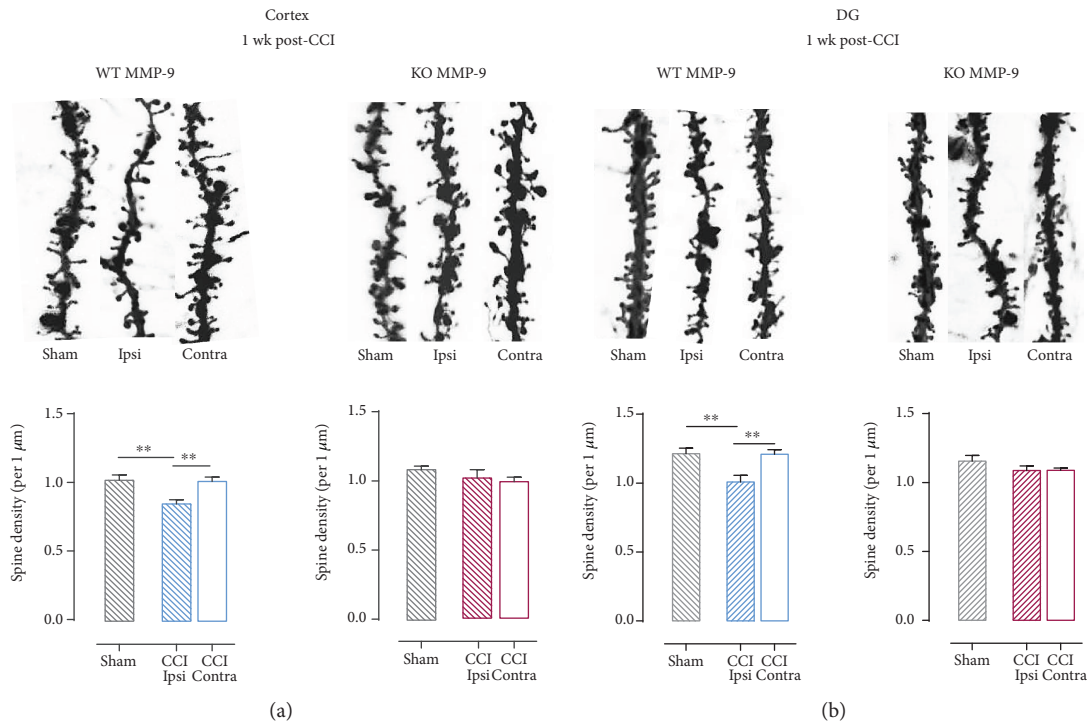 Cortex
1 wk post-CCI
WT MMP-9
KO MMP-9
Sham
Ipsi
Contra
Sham
Ipsi
Contra
Spine density (per 1 μm)
1.5
1.0
0.5
0.0
**
**
Sham
CCI
Ipsi
CCI
Contra
Spine density (per 1 μm)
1.5
1.0
0.5
0.0
Sham
CCI
Ipsi
CCI
Contra
(a)
DG
1 wk post-CCI
WT MMP-9
KO MMP-9
Sham
Ipsi
Contra
Sham
Ipsi
Contra
Spine density (per 1 μm)
1.5
1.0
0.5
0.0
**
**
Sham
CCI
Ipsi
CCI
Contra
Spine density (per 1 μm)
1.5
1.0
0.5
0.0
Sham
CCI
Ipsi
CCI
Contra
(b)